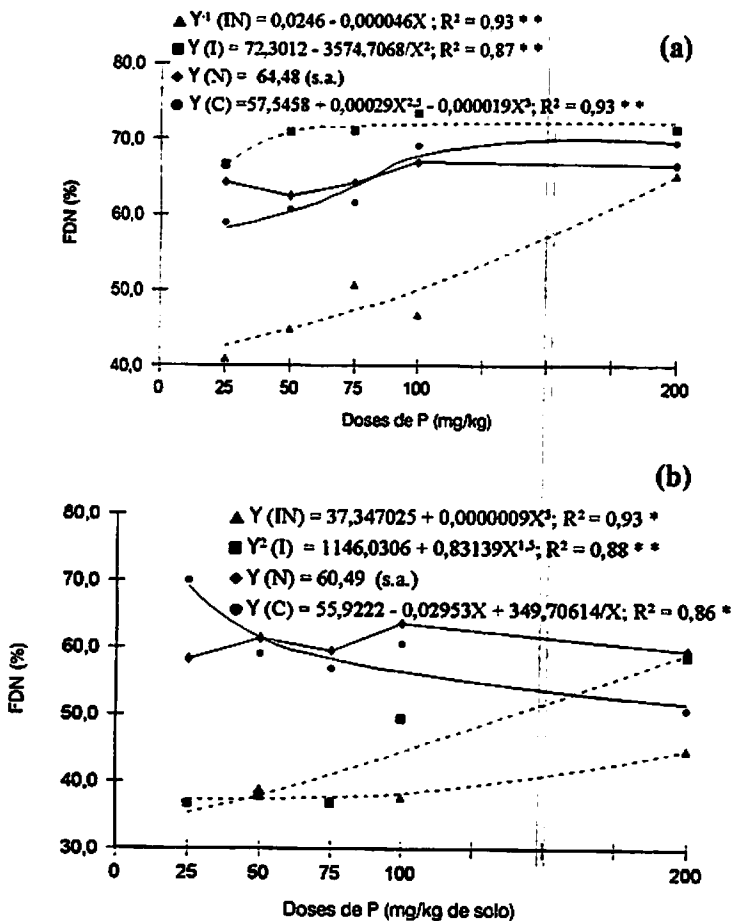 ▲ Y⁻¹ (IN) = 0,0246 - 0,000046X ; R² = 0,93 * *
(a)
■ Y (I) = 72,3012 - 3574,7068/X²; R² = 0,87 * *
80,0
◆ Y (N) = 64,48 (s.a.)
● Y (C) = 57,5458 + 0,00029X²·⁵ - 0,000019X³; R² = 0,93 * *
70,0
FDN (%)
60,0
50,0
40,0
0 25 50 75 100 200
Doses de P (mg/kg)
(b)
80,0
▲ Y (IN) = 37,347025 + 0,0000009X³; R² = 0,93 *
■ Y² (I) = 1146,0306 + 0,83139X¹·⁵; R² = 0,88 * *
◆ Y (N) = 60,49 (s.a.)
70,0
● Y (C) = 55,9222 - 0,02953X + 349,70614/X; R² = 0,86 *
FDN (%)
60,0
50,0
40,0
30,0
0 25 50 75 100 200
Doses de P (mg/kg de solo)